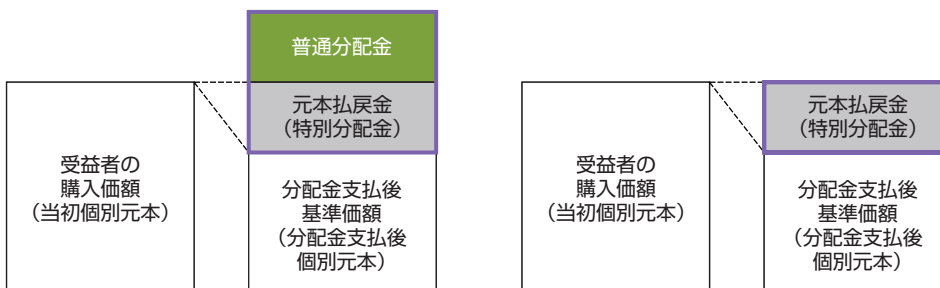 普通分配金
元本払戻金
（特別分配金）
受益者の
購入価額
（当初個別元本）
分配金支払後
基準価額
（分配金支払後
個別元本）
元本払戻金
（特別分配金）
受益者の
購入価額
（当初個別元本）
分配金支払後
基準価額
（分配金支払後
個別元本）